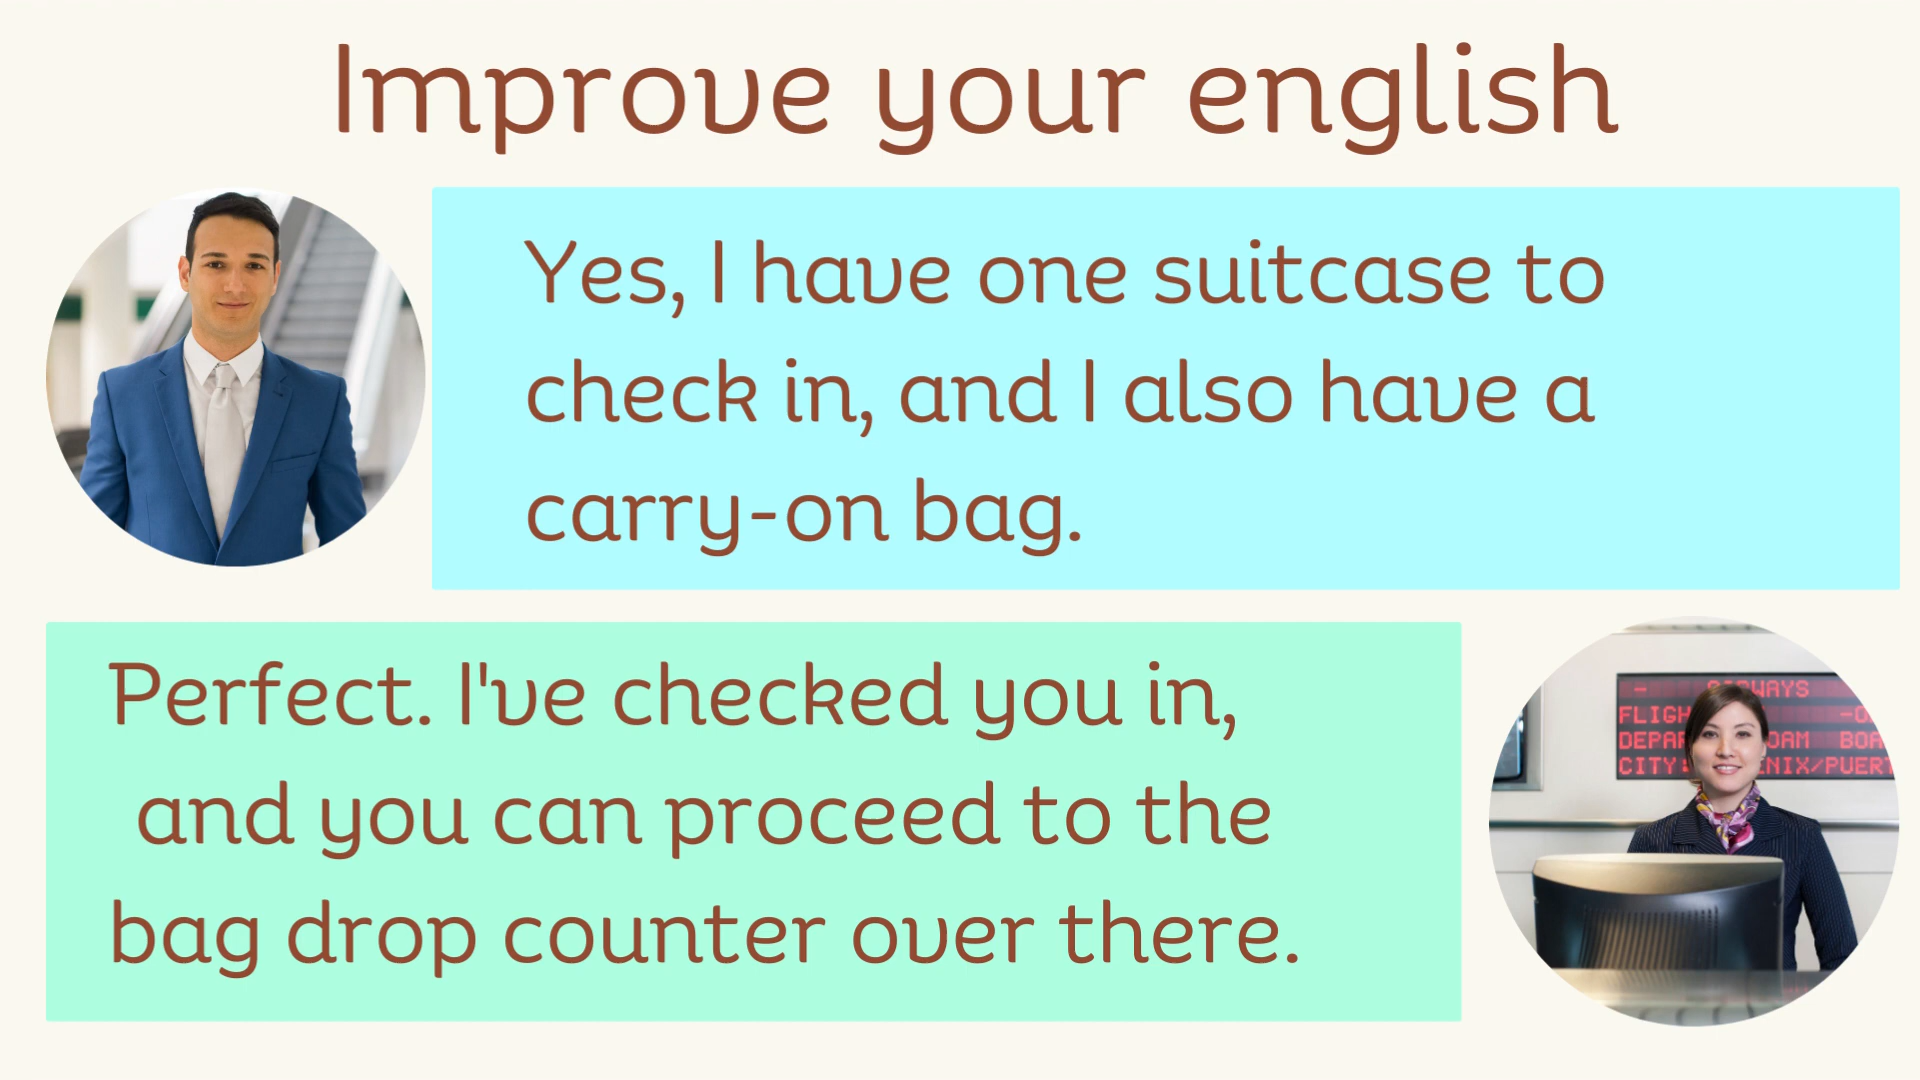 Improve your english
Yes, I have one suitcase to
check in, and I also have a
carry-on bag.
Perfect. I've checked you in,
and you can proceed to the
bag drop counter over there.